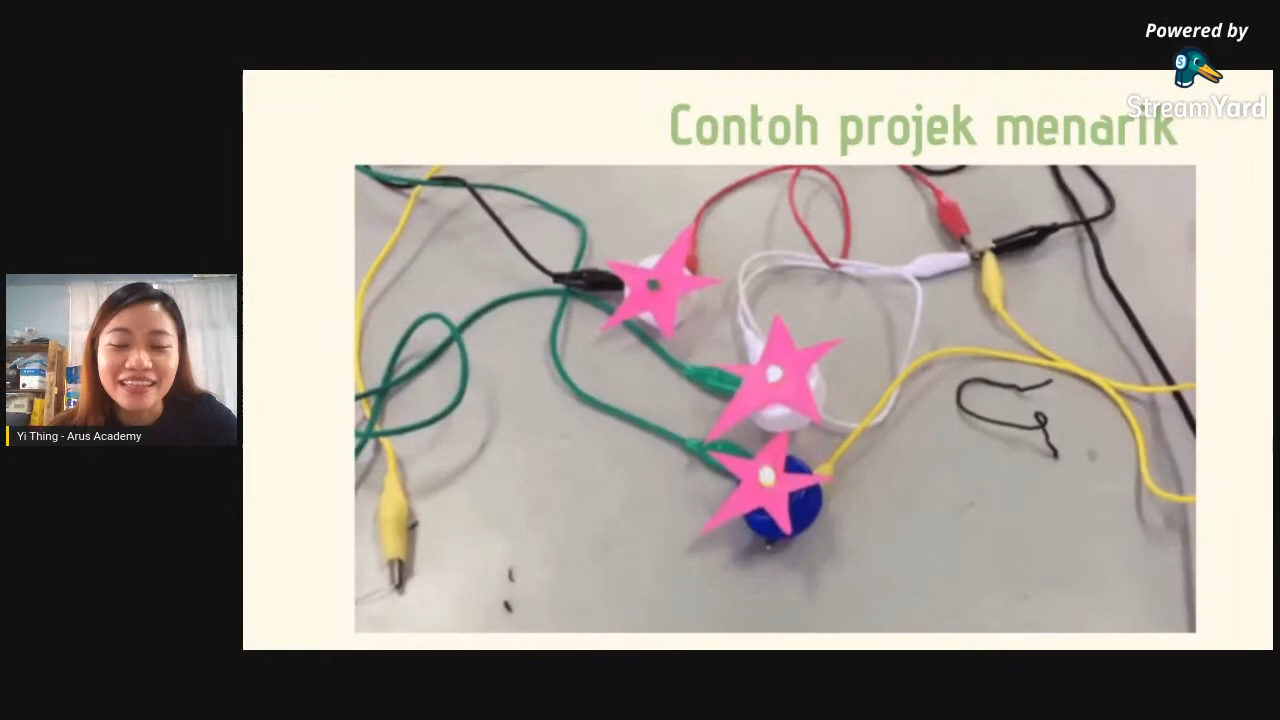 Powered by
StreamYard
Contoh projek menarik
Yi Thing - Arus Academy